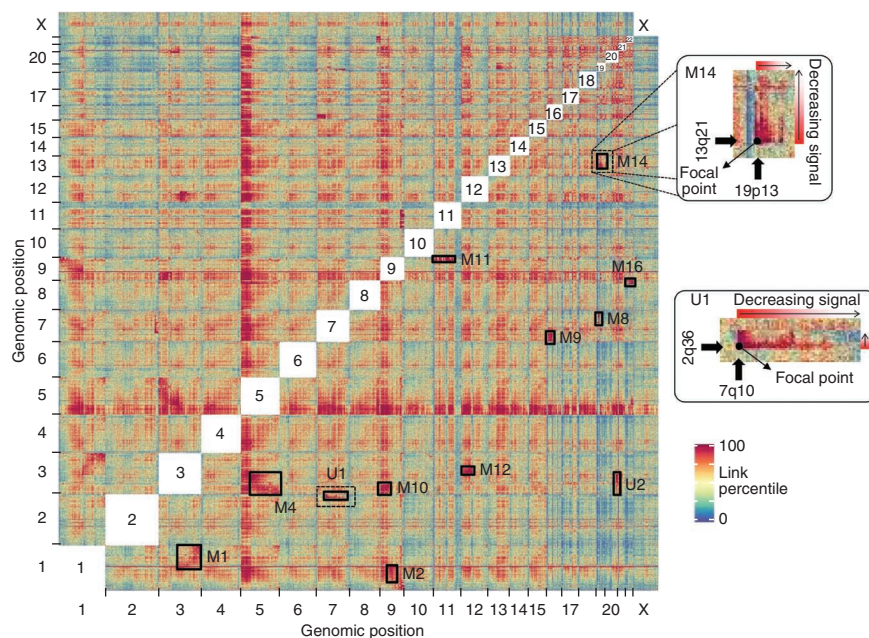 X
20
17
15
14
13
12
11
10
9
8
7
6
5
4
3
2
1
Genomic position
X
22
21
20
19
18
17
16
15
14
13
12
11
10
9
8
7
6
5
4
3
2
1
M14
M11
M16
M8
M9
M12
U1
M10
M4
U2
M1
M2
1 2 3 4 5 6 7 8 9 10 11 12 13 14 15 17 20 X
Genomic position
M14
Decreasing signal
13q21
Focal
point
19p13
U1
Decreasing signal
2q36
Focal point
7q10
100
Link
percentile
0